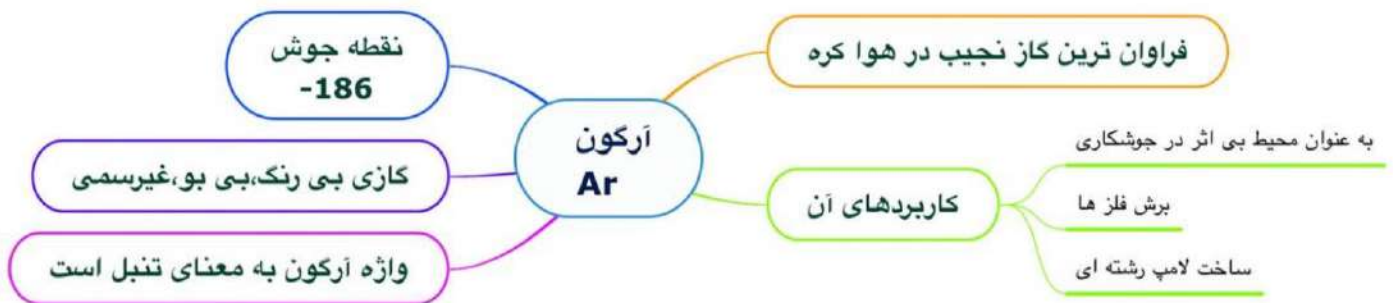 آرگون
Ar
فراوان ترین گاز نجیب در هوا کره
کاربردهای آن
به عنوان محیط بی اثر در جوشکاری
برش فلز ها
ساخت لامپ رشته ای
نقطه جوش
-186
گازی بی رنگ،بی بو،غیرسمی
واژه آرگون به معنای تنبل است